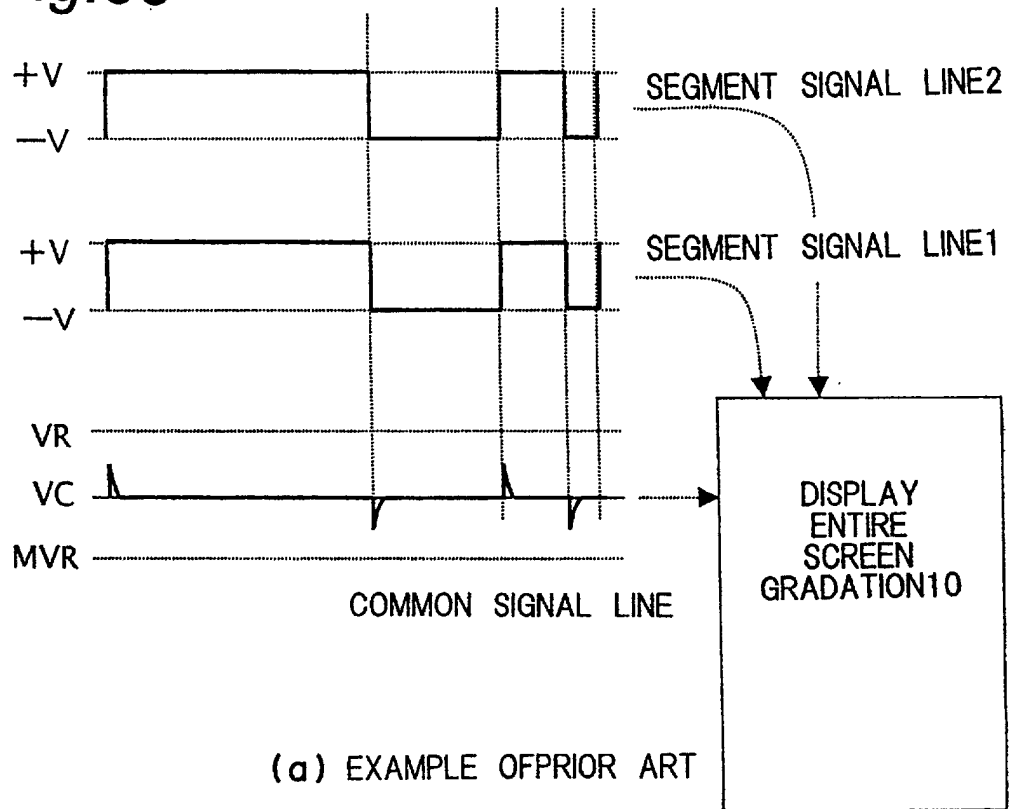 +V
SEGMENT SIGNAL LINE2
—V
+V
SEGMENT SIGNAL LINE1
—V
VR
VC
MVR
DISPLAY
ENTIRE
SCREEN
GRADATION10
COMMON SIGNAL LINE
(a) EXAMPLE OFPRIOR ART